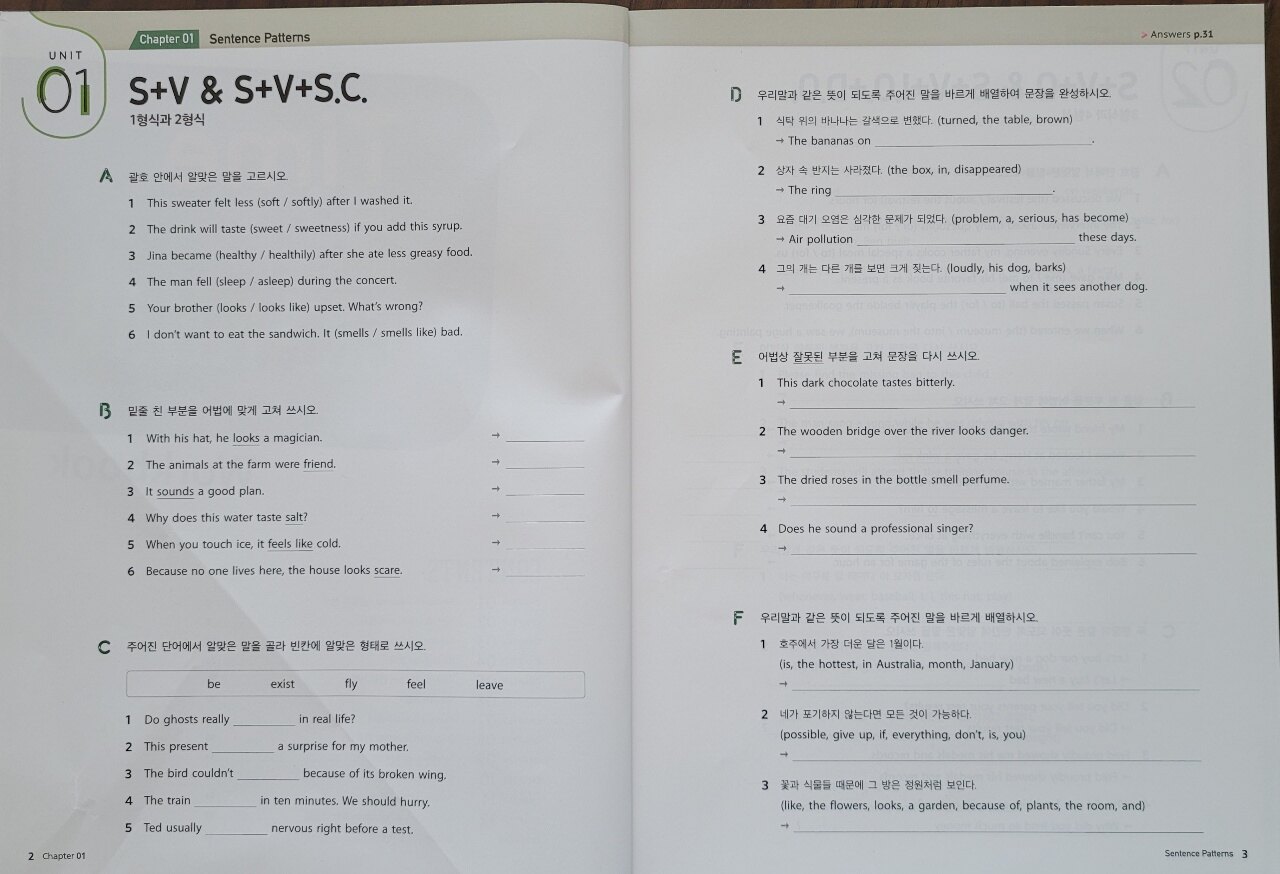 UNIT
01
Chapter 01 Sentence Patterns
S+V & S+V+S.C.
1형식과 2형식
A 괄호 안에서 알맞은 말을 고르시오.
1 This sweater felt less (soft / softly) after I washed it.
2 The drink will taste (sweet / sweetness) if you add this syrup.
3 Jina became (healthy / healthily) after she ate less greasy food.
4 The man fell (sleep / asleep) during the concert.
5 Your brother (looks / looks like) upset. What's wrong?
6 I don't want to eat the sandwich. It (smells / smells like) bad.
B 밑줄 친 부분을 어법에 맞게 고쳐 쓰시오.
1 With his hat, he looks a magician. → ________
2 The animals at the farm were friend. → ________
3 It sounds a good plan. → ________
4 Why does this water taste salt? → ________
5 When you touch ice, it feels like cold. → ________
6 Because no one lives here, the house looks scare. → ________
C 주어진 단어에서 알맞은 말을 골라 빈칸에 알맞은 형태로 쓰시오.
be exist fly feel leave
1 Do ghosts really ________ in real life?
2 This present ________ a surprise for my mother.
3 The bird couldn't ________ because of its broken wing.
4 The train ________ in ten minutes. We should hurry.
5 Ted usually ________ nervous right before a test.
2 Chapter 01
> Answers p.31
D 우리말과 같은 뜻이 되도록 주어진 말을 바르게 배열하여 문장을 완성하시오.
1 식탁 위의 바나나는 갈색으로 변했다. (turned, the table, brown)
→ The bananas on ________.
2 상자 속 반지는 사라졌다. (the box, in, disappeared)
→ The ring ________.
3 요즘 대기 오염은 심각한 문제가 되었다. (problem, a, serious, has become)
→ Air pollution ________ these days.
4 그의 개는 다른 개를 보면 크게 짖는다. (loudly, his dog, barks)
→ ________ when it sees another dog.
E 어법상 잘못된 부분을 고쳐 문장을 다시 쓰시오.
1 This dark chocolate tastes bitterly.
→ ________
2 The wooden bridge over the river looks danger.
→ ________
3 The dried roses in the bottle smell perfume.
→ ________
4 Does he sound a professional singer?
→ ________
F 우리말과 같은 뜻이 되도록 주어진 말을 바르게 배열하시오.
1 호주에서 가장 더운 달은 1월이다.
(is, the hottest, in Australia, month, January)
→ ________
2 네가 포기하지 않는다면 모든 것이 가능하다.
(possible, give up, if, everything, don't, is, you)
→ ________
3 꽃과 식물들 때문에 그 방은 정원처럼 보인다.
(like, the flowers, looks, a garden, because of, plants, the room, and)
→ ________
Sentence Patterns 3